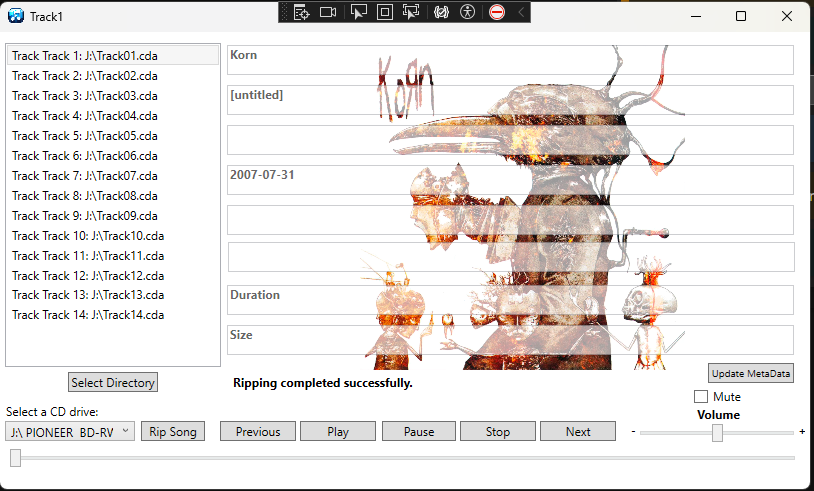 Track1
Track Track 1: J:\Track01.cda
Track Track 2: J:\Track02.cda
Track Track 3: J:\Track03.cda
Track Track 4: J:\Track04.cda
Track Track 5: J:\Track05.cda
Track Track 6: J:\Track06.cda
Track Track 7: J:\Track07.cda
Track Track 8: J:\Track08.cda
Track Track 9: J:\Track09.cda
Track Track 10: J:\Track10.cda
Track Track 11: J:\Track11.cda
Track Track 12: J:\Track12.cda
Track Track 13: J:\Track13.cda
Track Track 14: J:\Track14.cda
Korn
KoЯn
[untitled]
2007-07-31
Duration
Size
Select Directory
Ripping completed successfully.
Update MetaData
Mute
Select a CD drive:
Volume
J:\ PIONEER BD-RW
Rip Song
Previous
Play
Pause
Stop
Next
- +